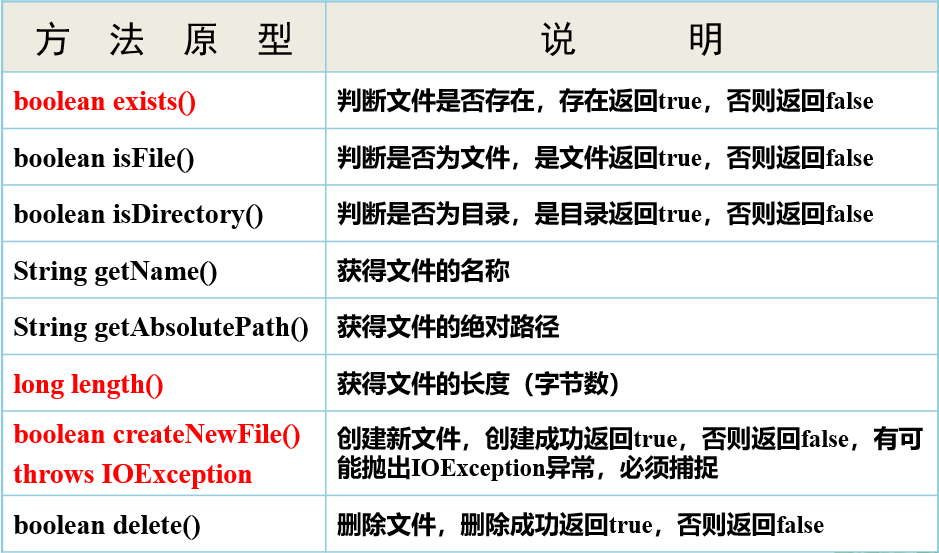 方 法 原 型
说 明
boolean exists()
判断文件是否存在，存在返回true，否则返回false
boolean isFile()
判断是否为文件，是文件返回true，否则返回false
boolean isDirectory()
判断是否为目录，是目录返回true，否则返回false
String getName()
获得文件的名称
String getAbsolutePath()
获得文件的绝对路径
long length()
获得文件的长度（字节数）
boolean createNewFile()
throws IOException
创建新文件，创建成功返回true，否则返回false，有可
能抛出IOException异常，必须捕捉
boolean delete()
删除文件，删除成功返回true，否则返回false